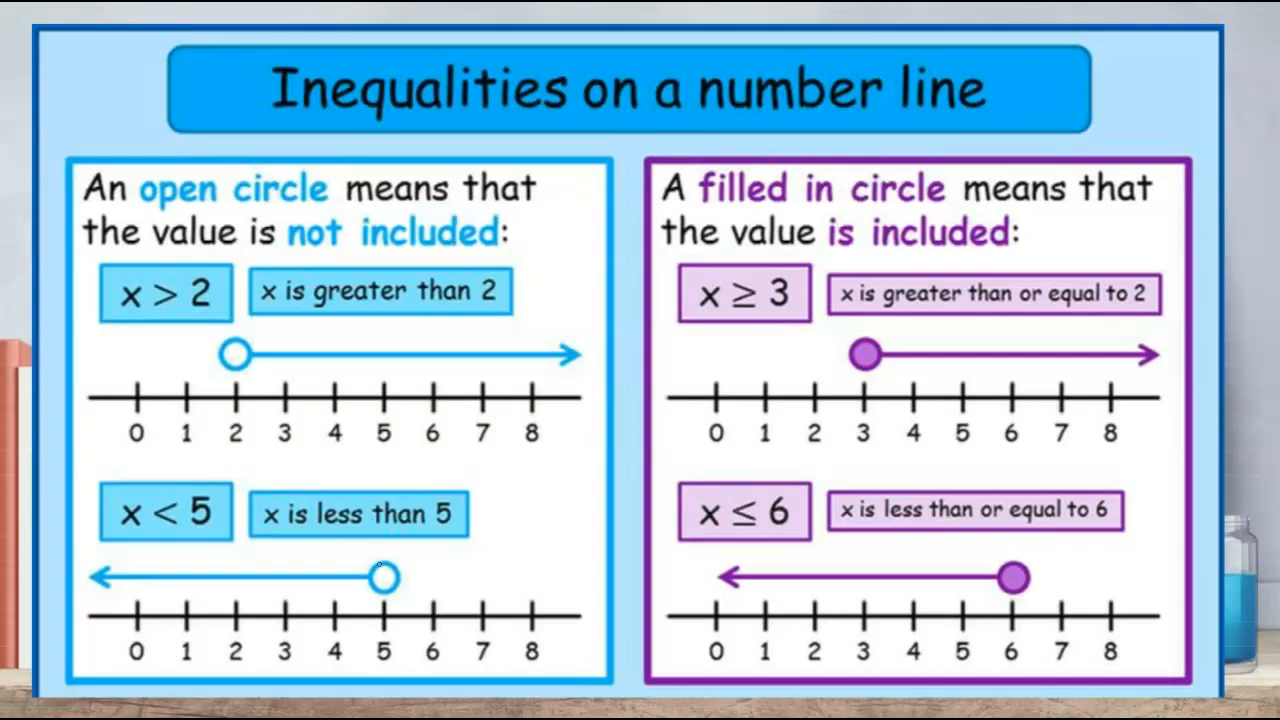 Inequalities on a number line
An open circle means that
the value is not included:
x > 2
x is greater than 2
0 1 2 3 4 5 6 7 8
x < 5
x is less than 5
0 1 2 3 4 5 6 7 8
A filled in circle means that
the value is included:
x ≥ 3
x is greater than or equal to 2
0 1 2 3 4 5 6 7 8
x ≤ 6
x is less than or equal to 6
0 1 2 3 4 5 6 7 8